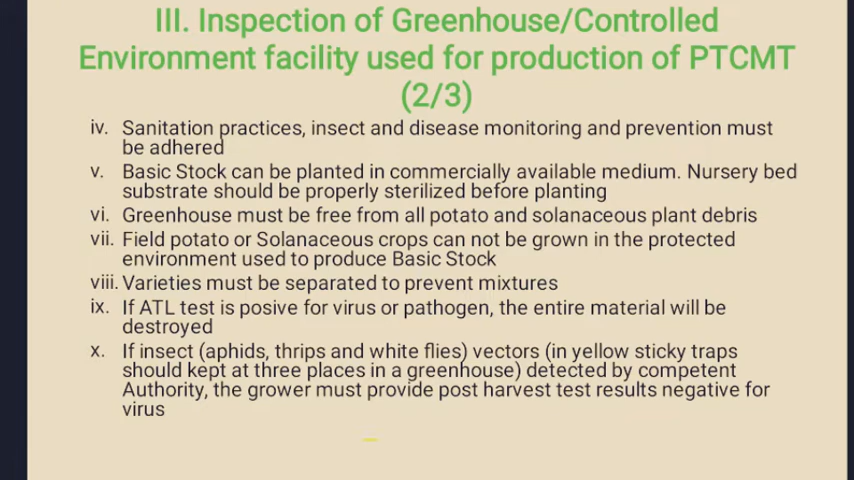 III. Inspection of Greenhouse/Controlled
Environment facility used for production of PTCMT
(2/3)
iv. Sanitation practices, insect and disease monitoring and prevention must
be adhered
v. Basic Stock can be planted in commercially available medium. Nursery bed
substrate should be properly sterilized before planting
vi. Greenhouse must be free from all potato and solanaceous plant debris
vii. Field potato or Solanaceous crops can not be grown in the protected
environment used to produce Basic Stock
viii. Varieties must be separated to prevent mixtures
ix. If ATL test is posive for virus or pathogen, the entire material will be
destroyed
x. If insect (aphids, thrips and white flies) vectors (in yellow sticky traps
should kept at three places in a greenhouse) detected by competent
Authority, the grower must provide post harvest test results negative for
virus